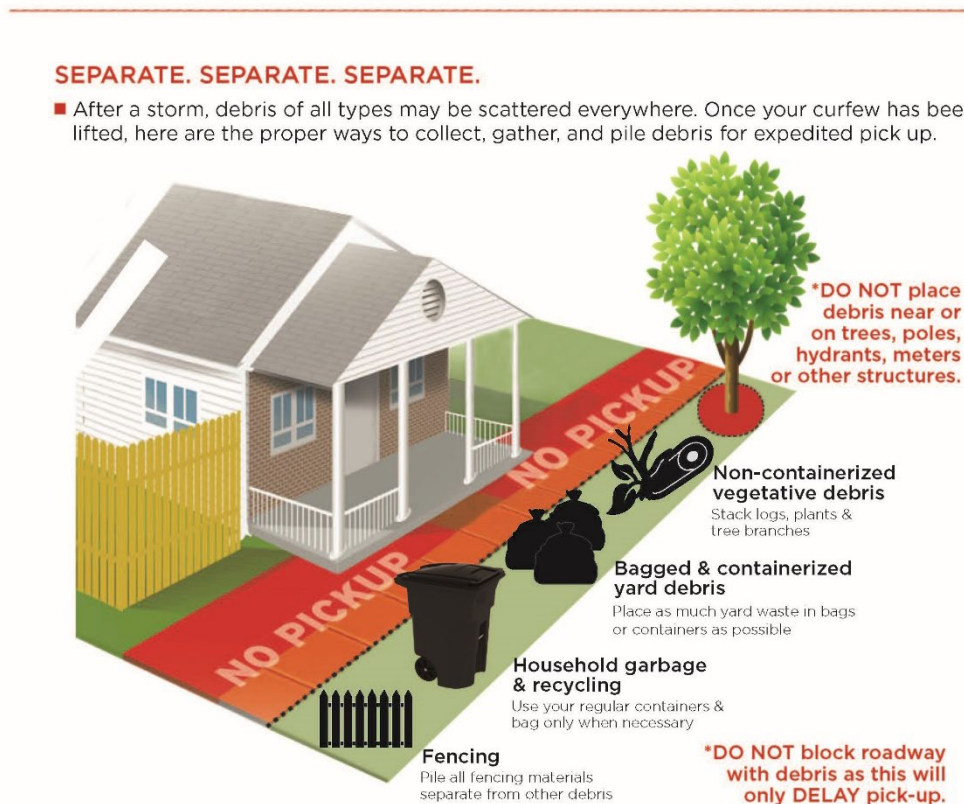 SEPARATE. SEPARATE. SEPARATE.
After a storm, debris of all types may be scattered everywhere. Once your curfew has bee
lifted, here are the proper ways to collect, gather, and pile debris for expedited pick up.
*DO NOT place
debris near or
on trees, poles,
hydrants, meters
or other structures.
NO PICKUP
Non-containerized
vegetative debris
Stack logs, plants &
tree branches
Bagged & containerized
yard debris
Place as much yard waste in bags
or containers as possible
NO PICKUP
Household garbage
& recycling
Use your regular containers &
bag only when necessary
Fencing
Pile all fencing materials
separate from other debris
*DO NOT block roadway
with debris as this will
only DELAY pick-up.